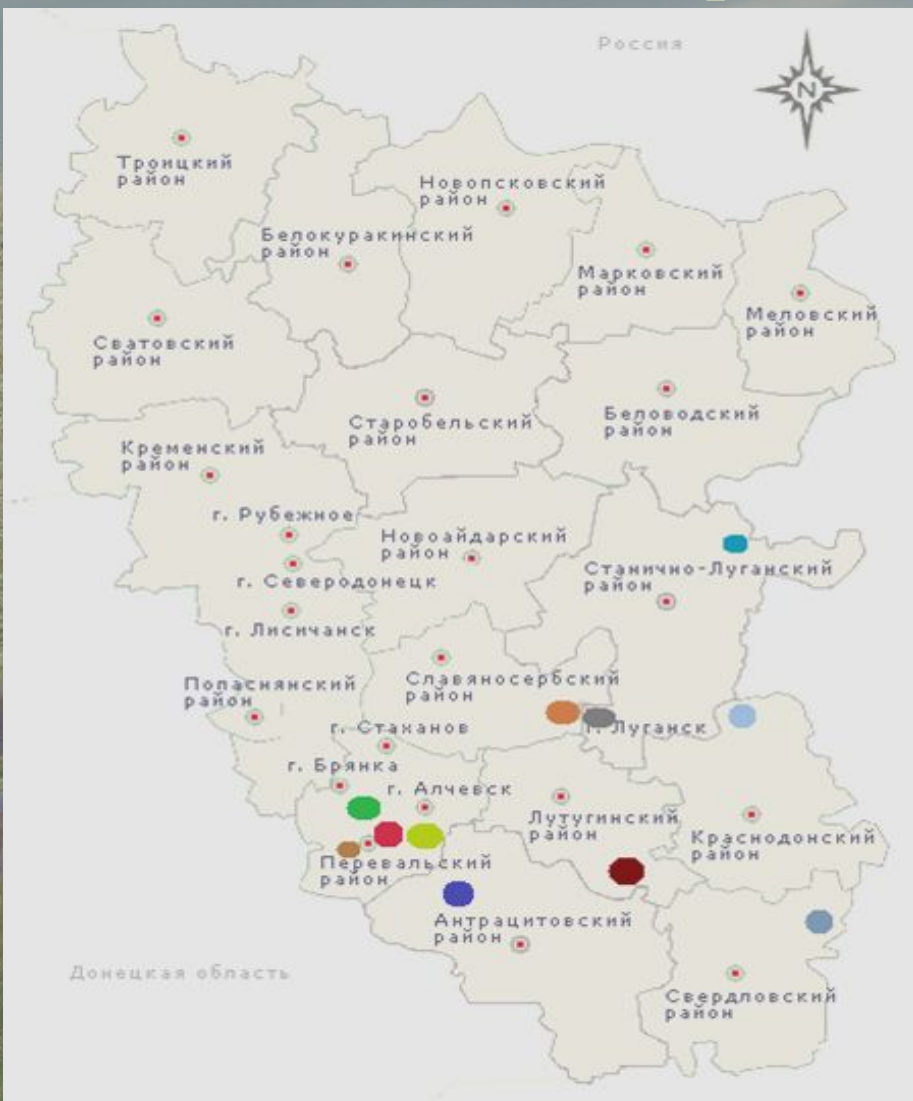 Россия
N
Троицкий
район
Новопсковский
район
Белокуракинский
район
Марковский
район
Меловский
район
Сватовский
район
Старобельский
район
Беловодский
район
Кременский
район
г. Рубежное
Новоайдарский
район
г. Северодонецк
Станично-Луганский
район
г. Лисичанск
Славяносербский
район
Попаснянский
район
г. Стаханов
г. Луганск
г. Брянка
г. Алчевск
Лутугинский
район
Краснодонский
район
Перевальский
район
Антрацитовский
район
Донецкая область
Свердловский
район